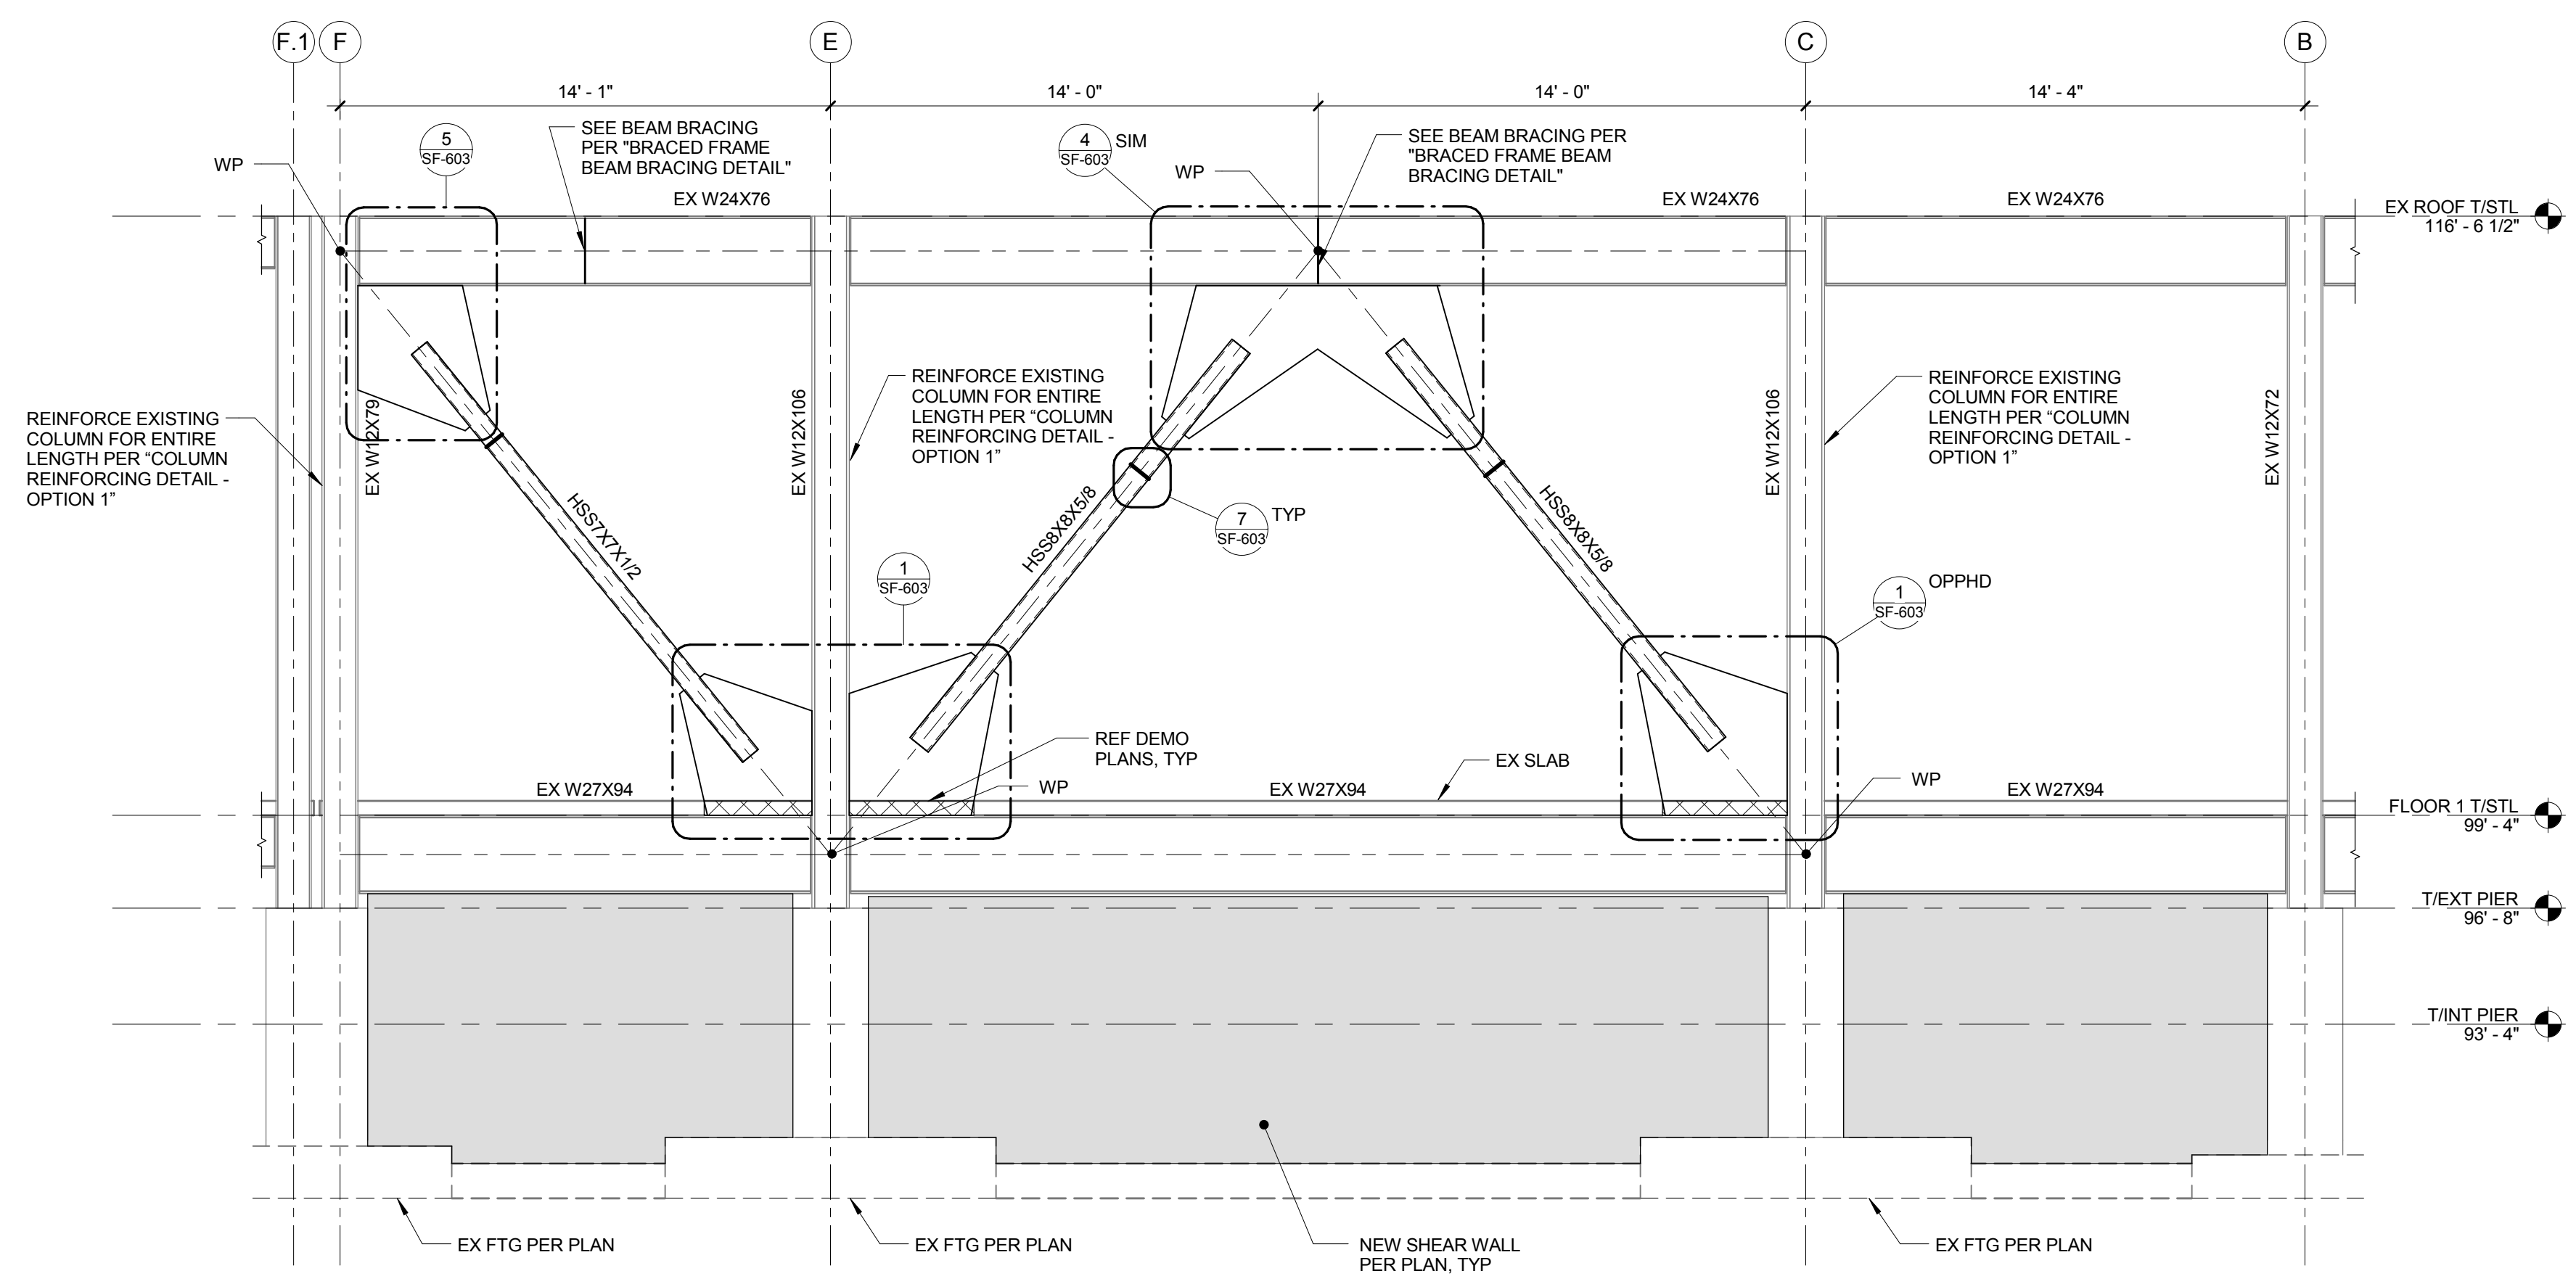 F.1
F
E
C
B
14' - 1"
14' - 0"
14' - 0"
14' - 4"
5
SF-603
SEE BEAM BRACING
PER "BRACED FRAME
BEAM BRACING DETAIL"
4
SF-603
SIM
SEE BEAM BRACING PER
"BRACED FRAME BEAM
BRACING DETAIL"
WP
WP
EX W24X76
EX W24X76
EX W24X76
EX ROOF T/STL
116' - 6 1/2"
REINFORCE EXISTING
COLUMN FOR ENTIRE
LENGTH PER “COLUMN
REINFORCING DETAIL -
OPTION 1”
EX W12X79
EX W12X106
REINFORCE EXISTING
COLUMN FOR ENTIRE
LENGTH PER “COLUMN
REINFORCING DETAIL -
OPTION 1”
EX W12X106
REINFORCE EXISTING
COLUMN FOR ENTIRE
LENGTH PER “COLUMN
REINFORCING DETAIL -
OPTION 1”
EX W12X72
HSS7X7X1/2
HSS8X8X5/8
7
SF-603
TYP
HSS8X8X5/8
1
SF-603
1
SF-603
OPPHD
REF DEMO
PLANS, TYP
EX SLAB
WP
WP
EX W27X94
EX W27X94
EX W27X94
FLOOR 1 T/STL
99' - 4"
T/EXT PIER
96' - 8"
T/INT PIER
93' - 4"
EX FTG PER PLAN
EX FTG PER PLAN
NEW SHEAR WALL
PER PLAN, TYP
EX FTG PER PLAN